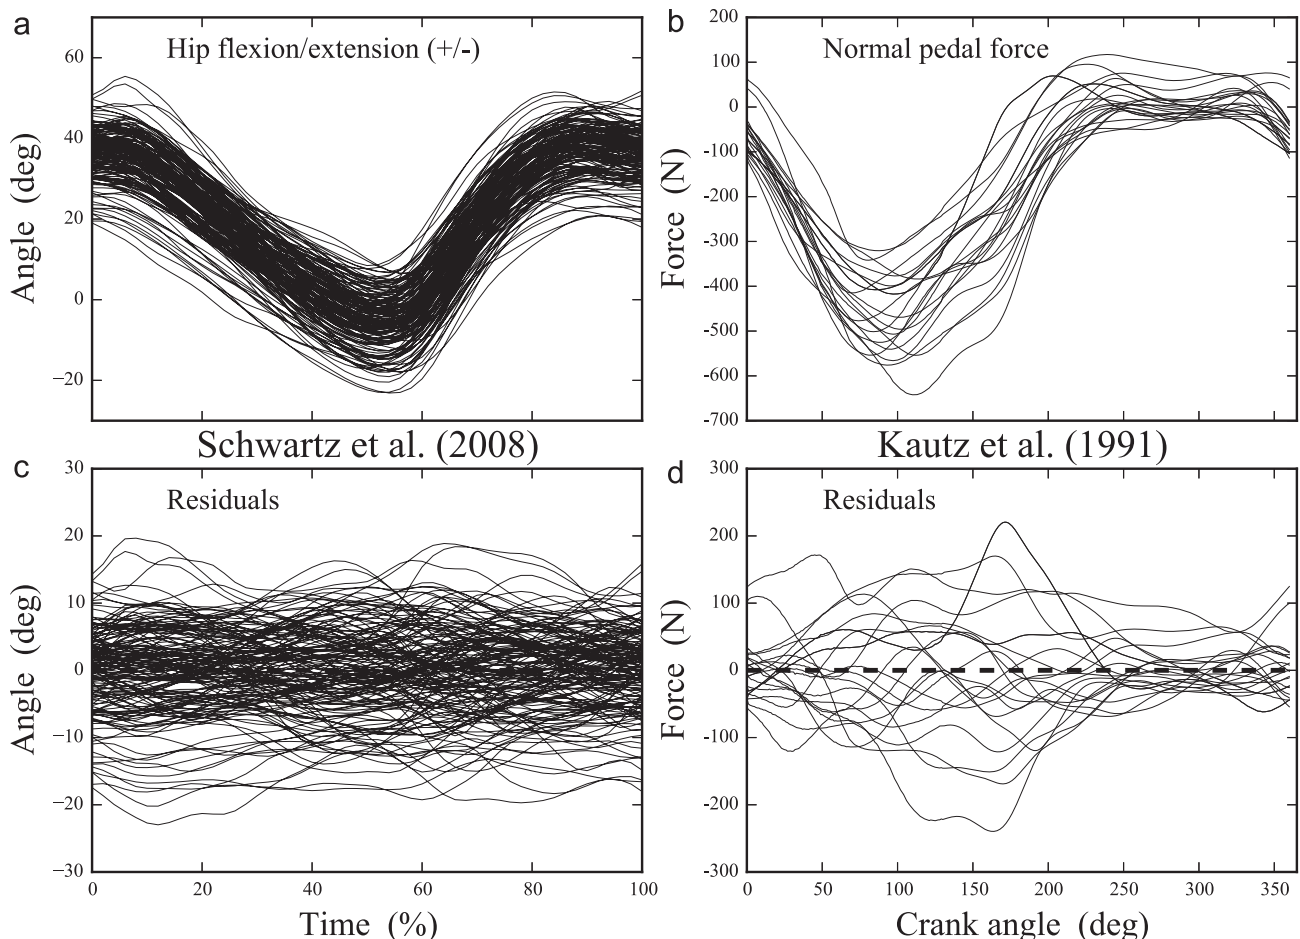 a
Hip flexion/extension (+/-)
60
40
20
0
−20
Angle (deg)
b
Normal pedal force
200
100
0
-100
-200
-300
-400
-500
-600
-700
Force (N)
Schwartz et al. (2008)
Kautz et al. (1991)
c
Residuals
30
20
10
0
−10
−20
−30
Angle (deg)
0 20 40 60 80 100
Time (%)
d
Residuals
300
200
100
0
-100
-200
-300
Force (N)
0 50 100 150 200 250 300 350
Crank angle (deg)